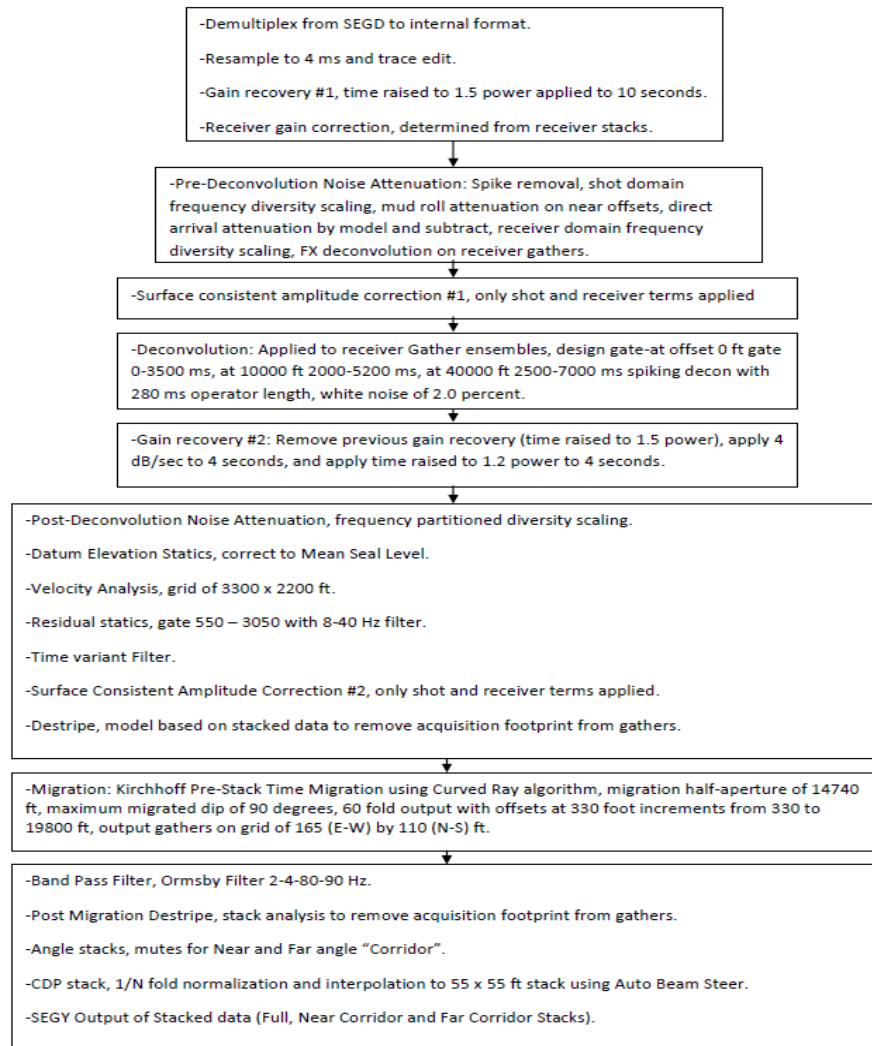 -Demultiplex from SEGD to internal format.
-Resample to 4 ms and trace edit.
-Gain recovery #1, time raised to 1.5 power applied to 10 seconds.
-Receiver gain correction, determined from receiver stacks.
-Pre-Deconvolution Noise Attenuation: Spike removal, shot domain
frequency diversity scaling, mud roll attenuation on near offsets, direct
arrival attenuation by model and subtract, receiver domain frequency
diversity scaling, FX deconvolution on receiver gathers.
-Surface consistent amplitude correction #1, only shot and receiver terms applied
-Deconvolution: Applied to receiver Gather ensembles, design gate-at offset 0 ft gate
0-3500 ms, at 10000 ft 2000-5200 ms, at 40000 ft 2500-7000 ms spiking decon with
280 ms operator length, white noise of 2.0 percent.
-Gain recovery #2: Remove previous gain recovery (time raised to 1.5 power), apply 4
dB/sec to 4 seconds, and apply time raised to 1.2 power to 4 seconds.
-Post-Deconvolution Noise Attenuation, frequency partitioned diversity scaling.
-Datum Elevation Statics, correct to Mean Seal Level.
-Velocity Analysis, grid of 3300 x 2200 ft.
-Residual statics, gate 550 – 3050 with 8-40 Hz filter.
-Time variant Filter.
-Surface Consistent Amplitude Correction #2, only shot and receiver terms applied.
-Destripe, model based on stacked data to remove acquisition footprint from gathers.
-Migration: Kirchhoff Pre-Stack Time Migration using Curved Ray algorithm, migration half-aperture of 14740
ft, maximum migrated dip of 90 degrees, 60 fold output with offsets at 330 foot increments from 330 to
19800 ft, output gathers on grid of 165 (E-W) by 110 (N-S) ft.
-Band Pass Filter, Ormsby Filter 2-4-80-90 Hz.
-Post Migration Destripe, stack analysis to remove acquisition footprint from gathers.
-Angle stacks, mutes for Near and Far angle “Corridor”.
-CDP stack, 1/N fold normalization and interpolation to 55 x 55 ft stack using Auto Beam Steer.
-SEGY Output of Stacked data (Full, Near Corridor and Far Corridor Stacks).